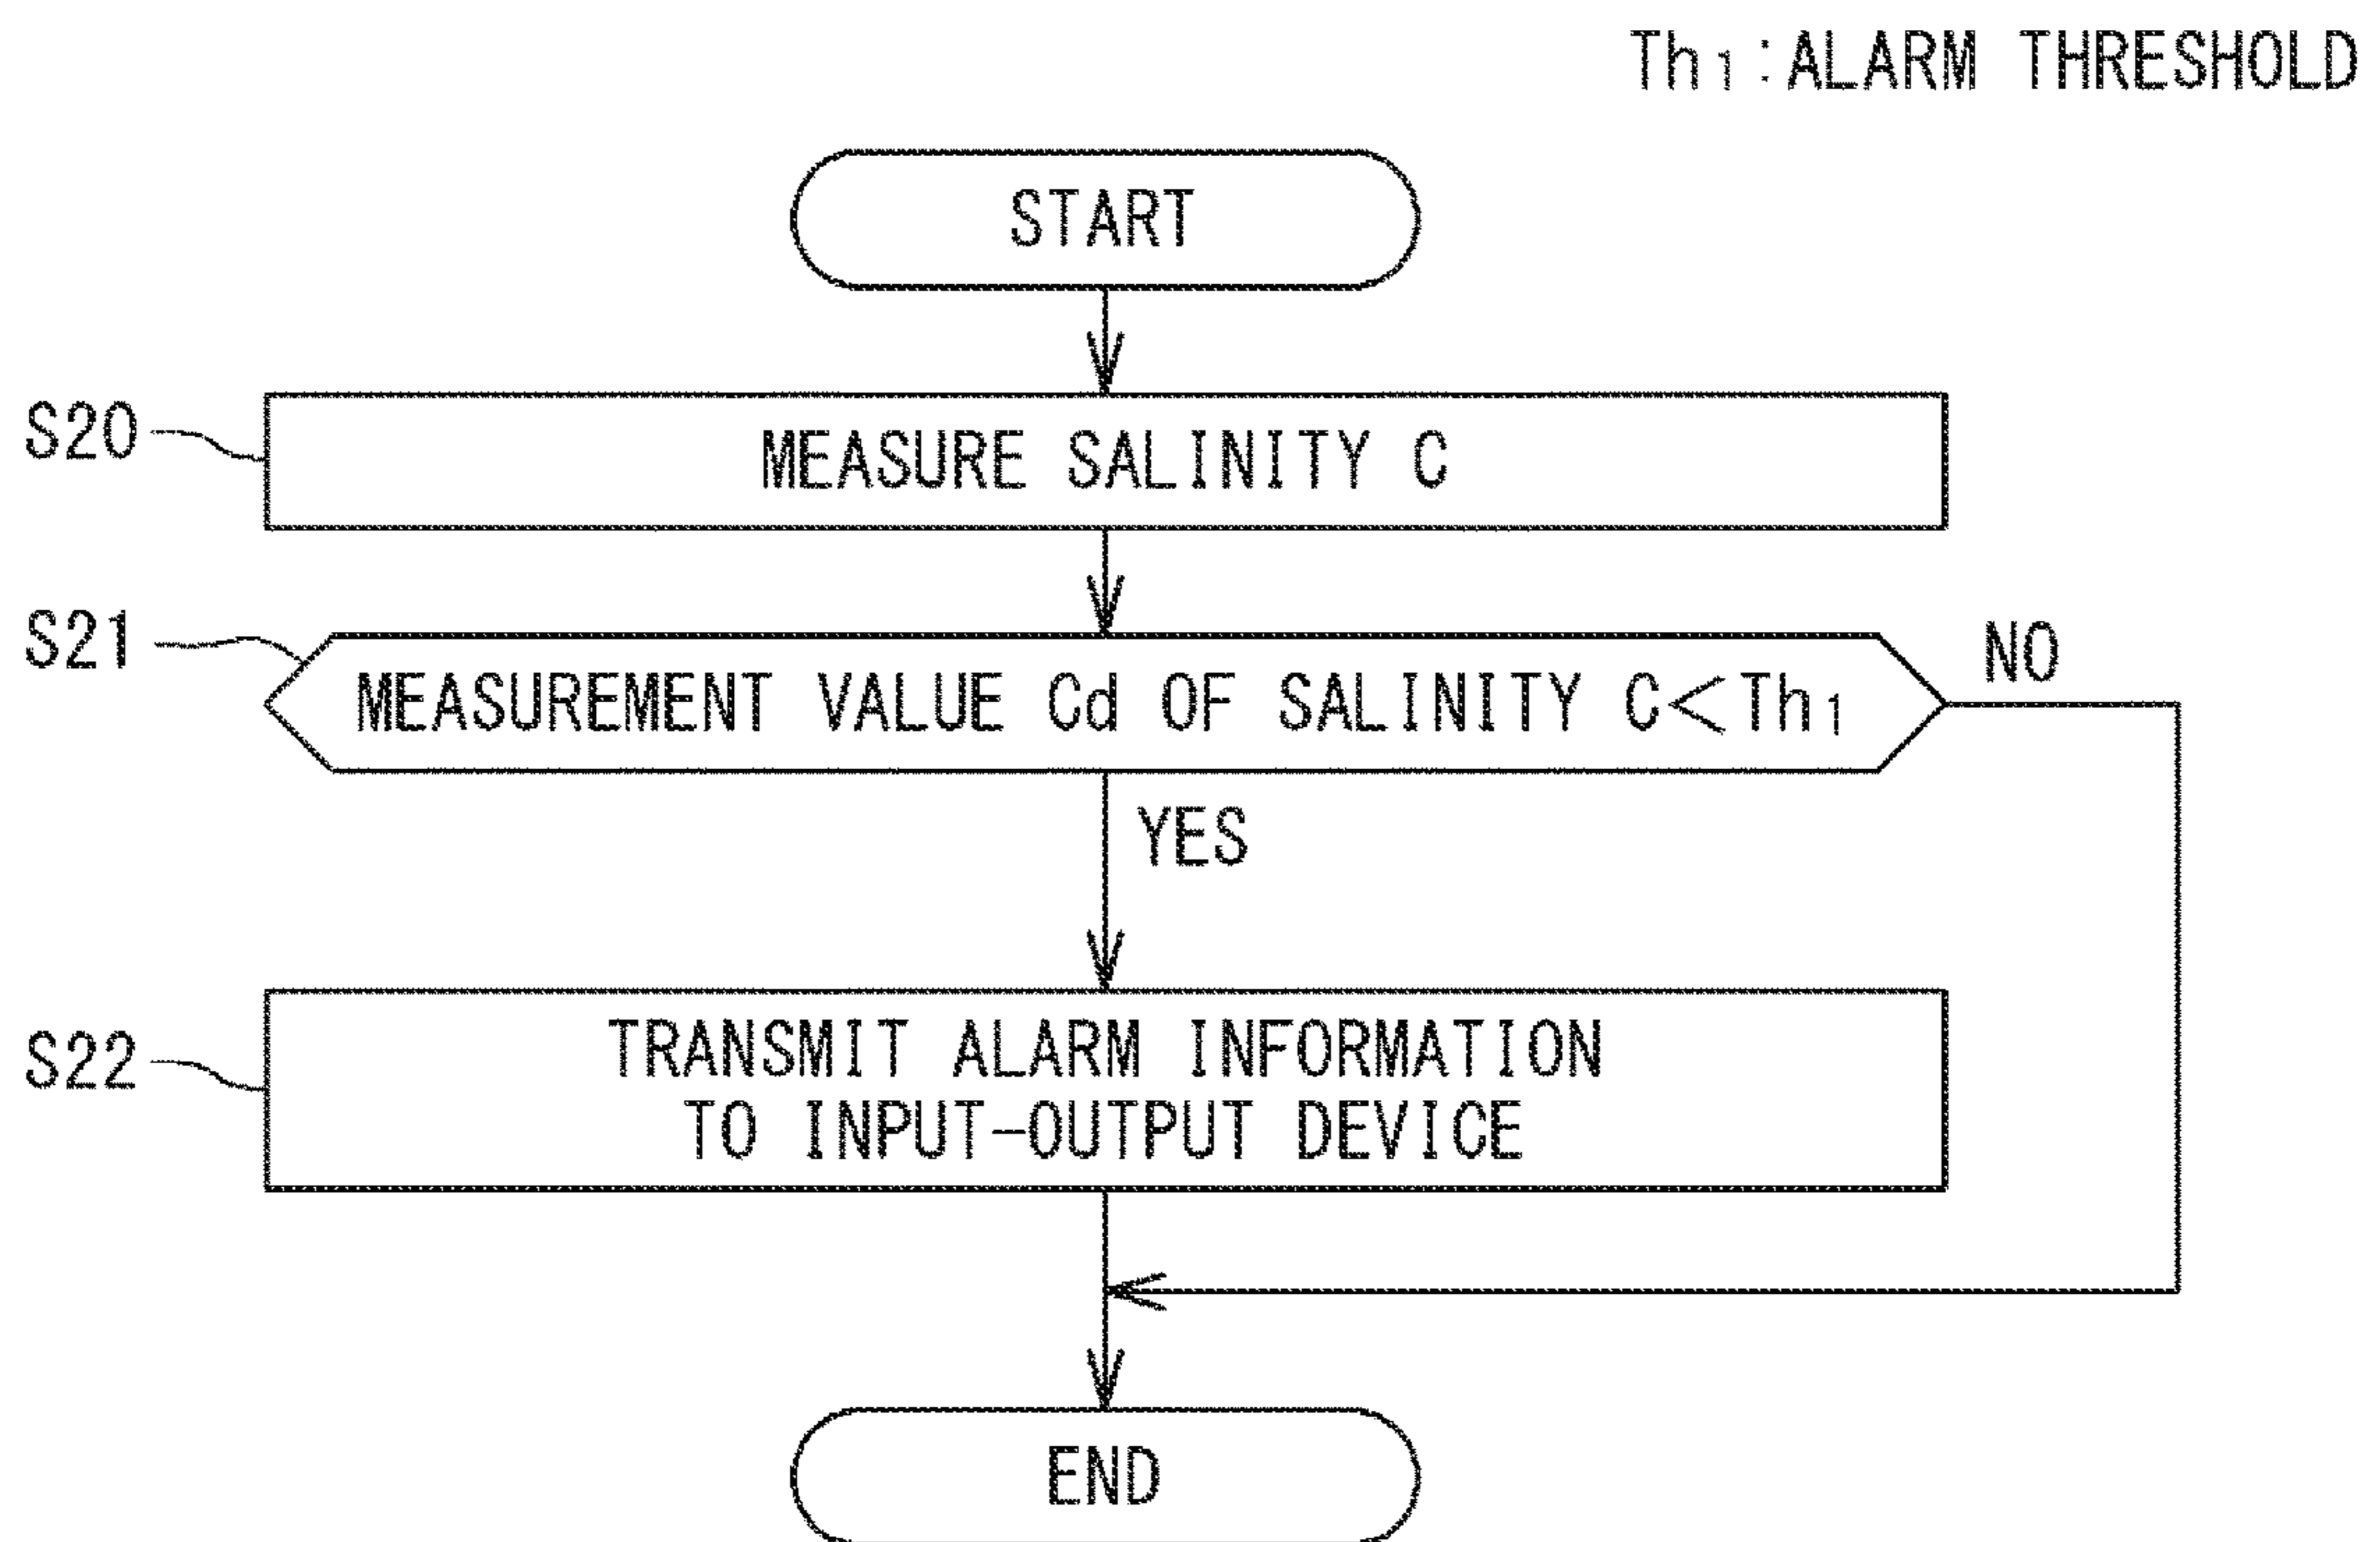 Th₁:ALARM THRESHOLD
START
S20
MEASURE SALINITY C
S21
MEASUREMENT VALUE Cd OF SALINITY C<Th₁
NO
YES
S22
TRANSMIT ALARM INFORMATION
TO INPUT-OUTPUT DEVICE
END